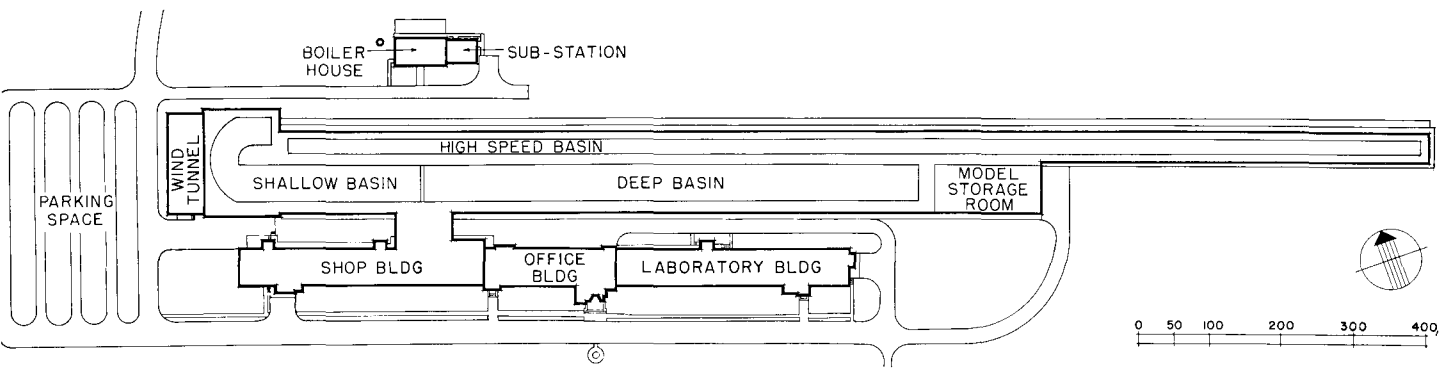 BOILER
HOUSE
SUB-STATION
WIND
TUNNEL
HIGH SPEED BASIN
SHALLOW BASIN
DEEP BASIN
MODEL
STORAGE
ROOM
PARKING
SPACE
SHOP BLDG
OFFICE
BLDG
LABORATORY BLDG
0 50 100 200 300 400,